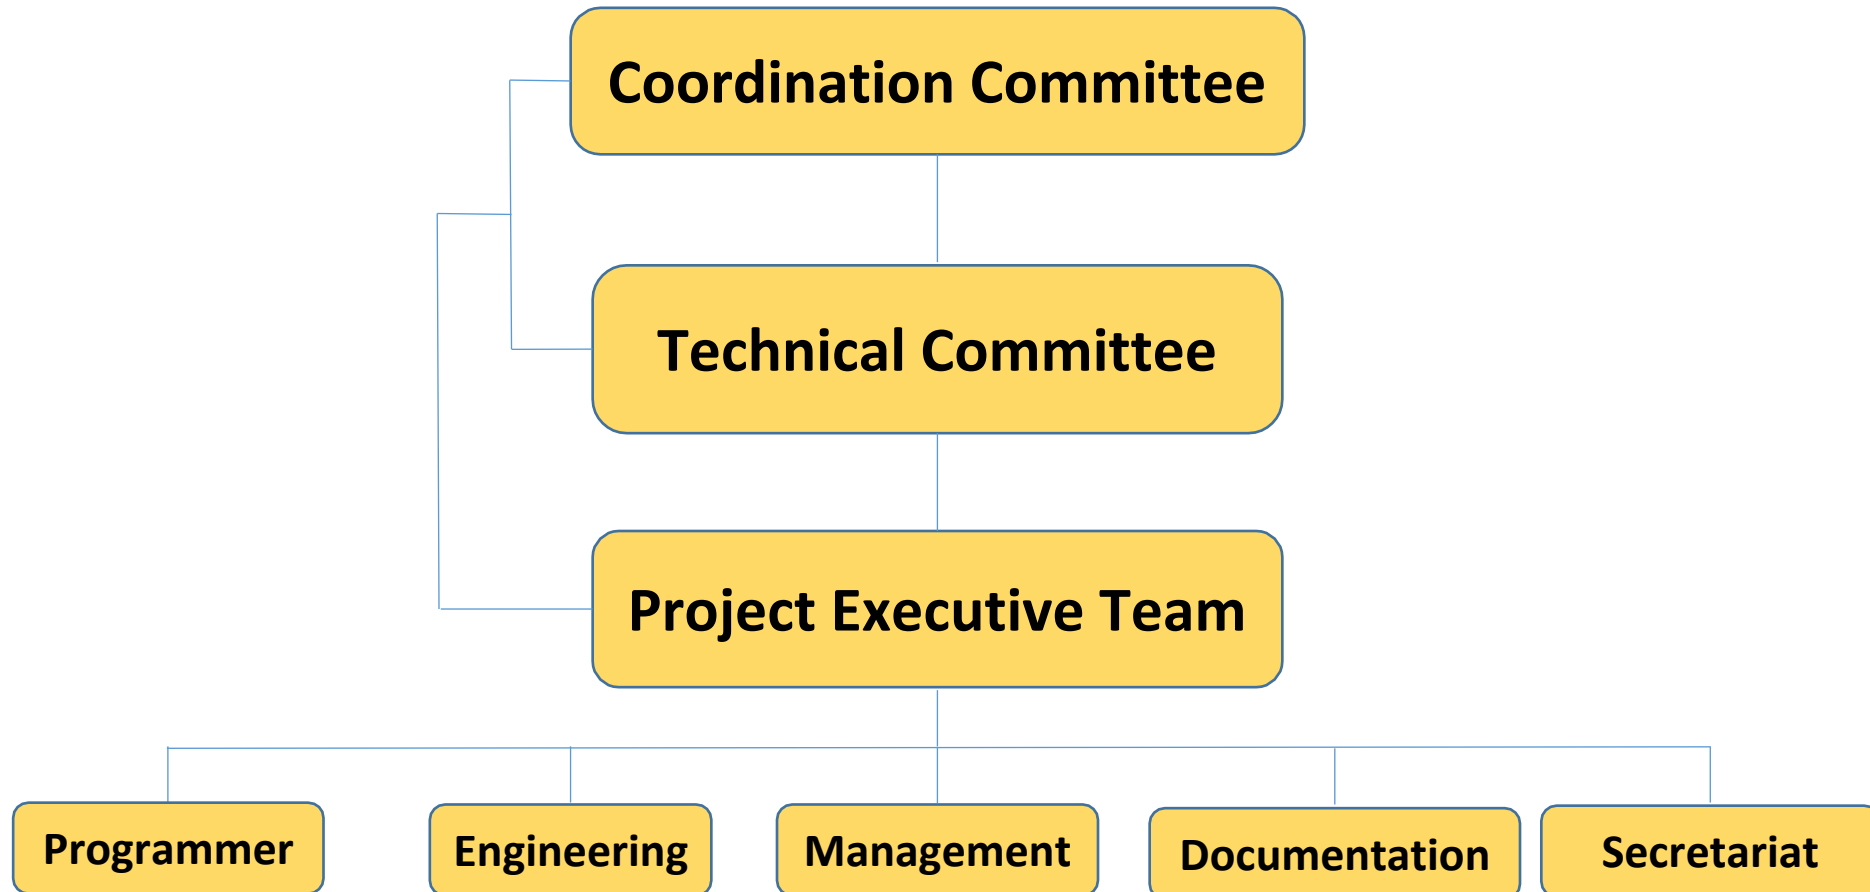 Coordination Committee
Technical Committee
Project Executive Team
Programmer
Engineering
Management
Documentation
Secretariat